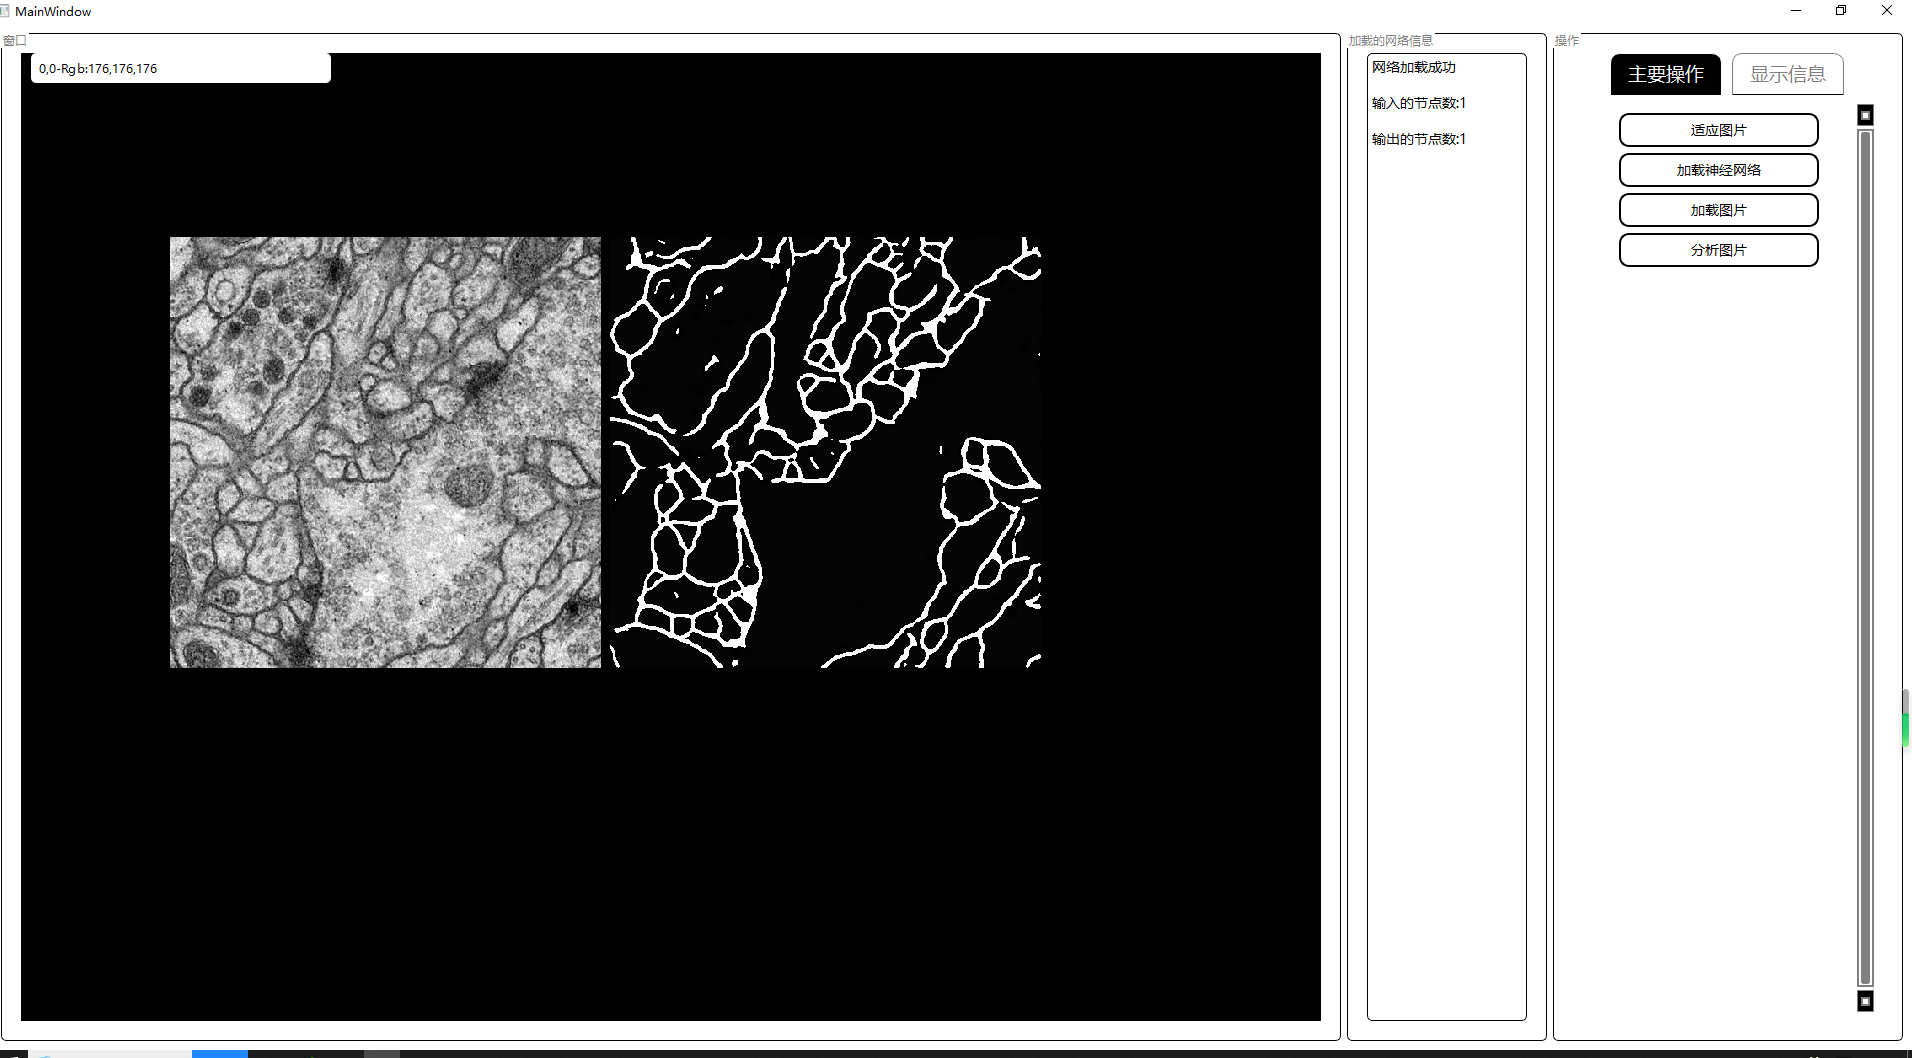 MainWindow
窗口
0,0-Rgb:176,176,176
加载的网络信息
网络加载成功
输入的节点数:1
输出的节点数:1
操作
主要操作
显示信息
适应图片
加载神经网络
加载图片
分析图片